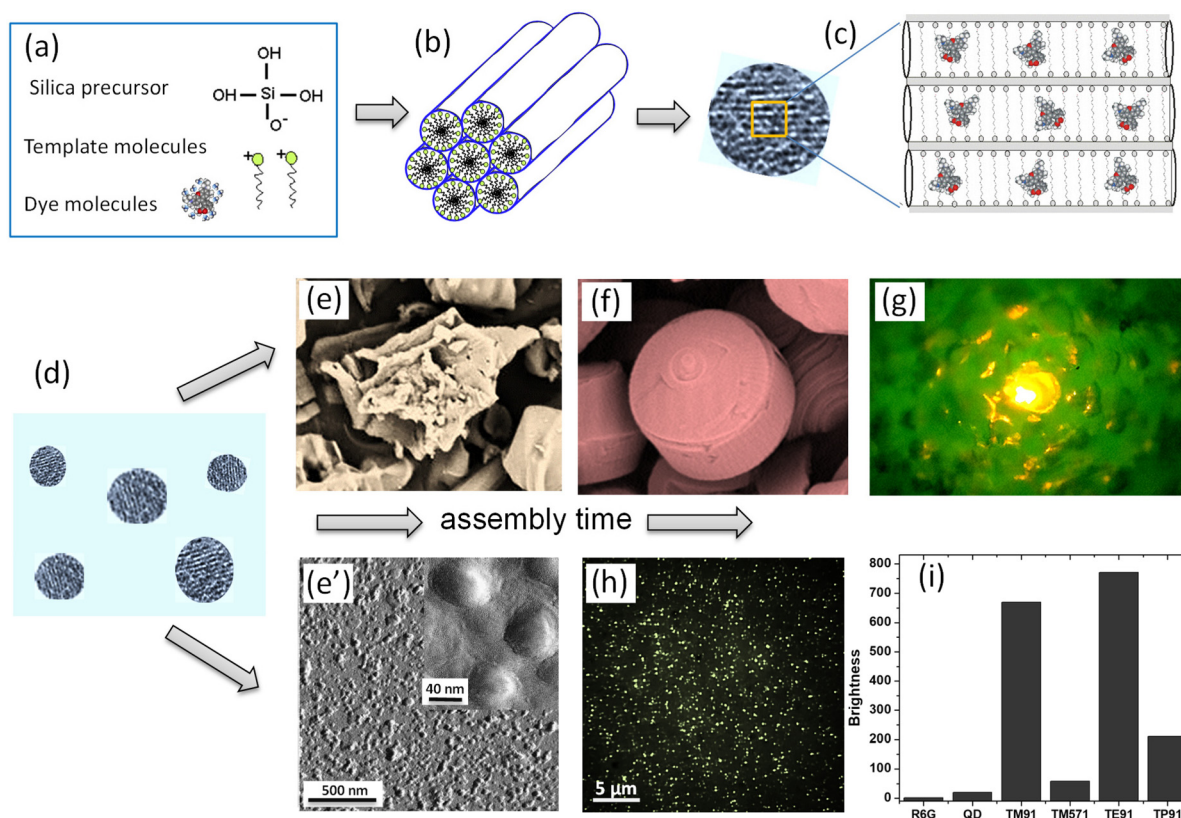 (a)
OH
Silica precursor
OH Si OH
O-
Template molecules
+ +
Dye molecules
(b)
(c)
(d)
(e)
(f)
(g)
assembly time
(e’)
40 nm
500 nm
(h)
5 µm
(i)
800
700
600
500
400
300
200
100
0
Brightness
R6G QD TM91 TM571 TE91 TP91